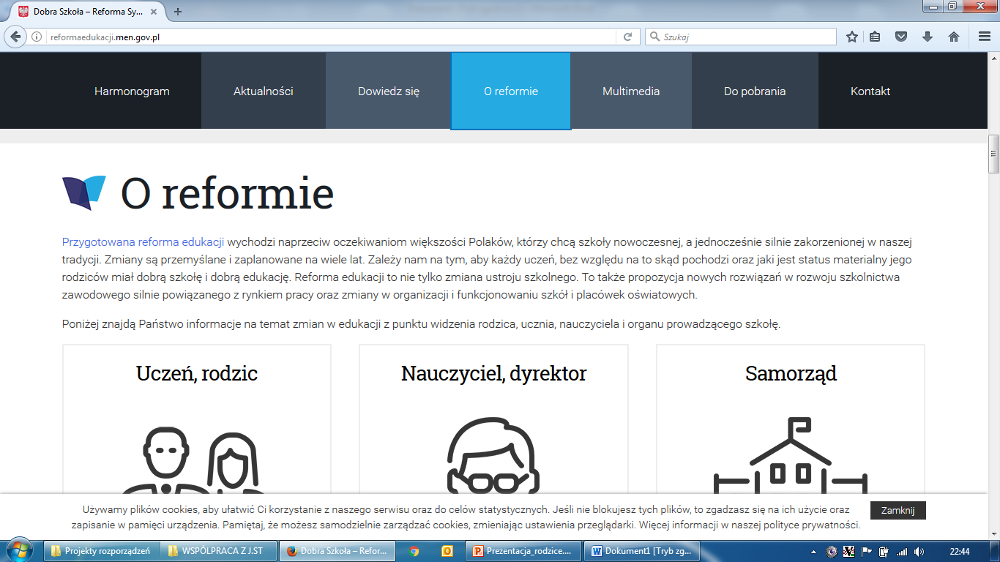 Dobra Szkoła – Reforma Sy...
reformaedukacji.men.gov.pl
Szukaj
Harmonogram
Aktualności
Dowiedz się
O reformie
Multimedia
Do pobrania
Kontakt
O reformie
Przygotowana reforma edukacji wychodzi naprzeciw oczekiwaniom większości Polaków, którzy chcą szkoły nowoczesnej, a jednocześnie silnie zakorzenionej w naszej
tradycji. Zmiany są przemyślane i zaplanowane na wiele lat. Zależy nam na tym, aby każdy uczeń, bez względu na to skąd pochodzi oraz jaki jest status materialny jego
rodziców miał dobrą szkołę i dobrą edukację. Reforma edukacji to nie tylko zmiana ustroju szkolnego. To także propozycja nowych rozwiązań w rozwoju szkolnictwa
zawodowego silnie powiązanego z rynkiem pracy oraz zmiany w organizacji i funkcjonowaniu szkół i placówek oświatowych.
Poniżej znajdą Państwo informacje na temat zmian w edukacji z punktu widzenia rodzica, ucznia, nauczyciela i organu prowadzącego szkołę.
Uczeń, rodzic
Nauczyciel, dyrektor
Samorząd
Używamy plików cookies, aby ułatwić Ci korzystanie z naszego serwisu oraz do celów statystycznych. Jeśli nie blokujesz tych plików, to zgadzasz się na ich użycie oraz
zapisanie w pamięci urządzenia. Pamiętaj, że możesz samodzielnie zarządzać cookies, zmieniając ustawienia przeglądarki. Więcej informacji w naszej polityce prywatności.
Zamknij
Projekty rozporządzeń
WSPÓŁPRACA Z J.ST
Dobra Szkoła – Refor...
Prezentacja_rodzice....
Dokument1 [Tryb zg...
22:44